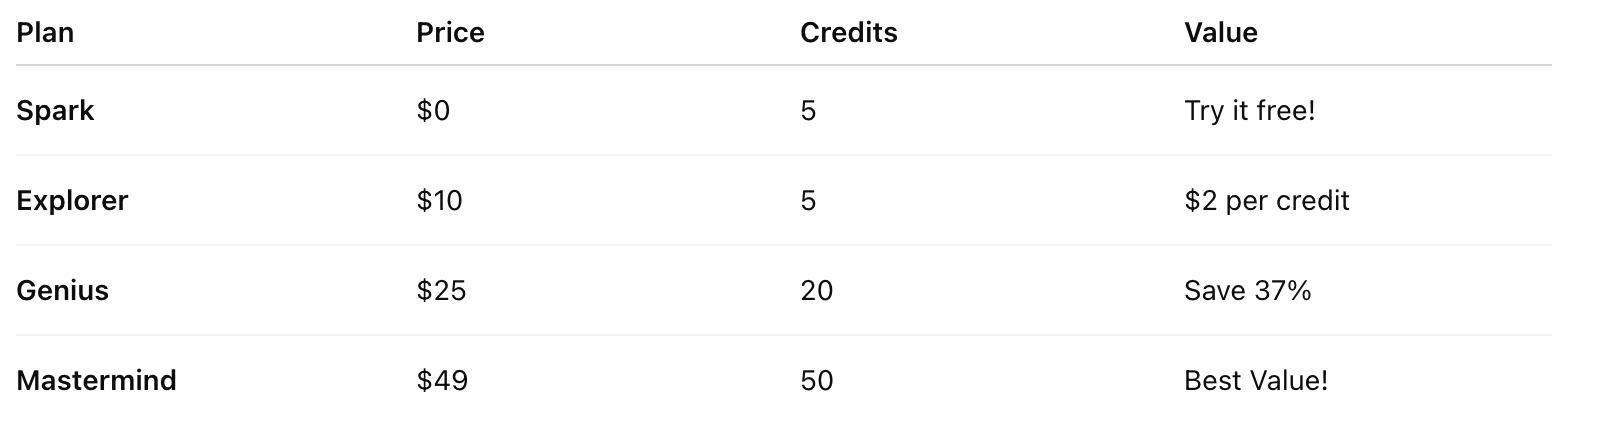 Plan Price Credits Value
Spark $0 5 Try it free!
Explorer $10 5 $2 per credit
Genius $25 20 Save 37%
Mastermind $49 50 Best Value!